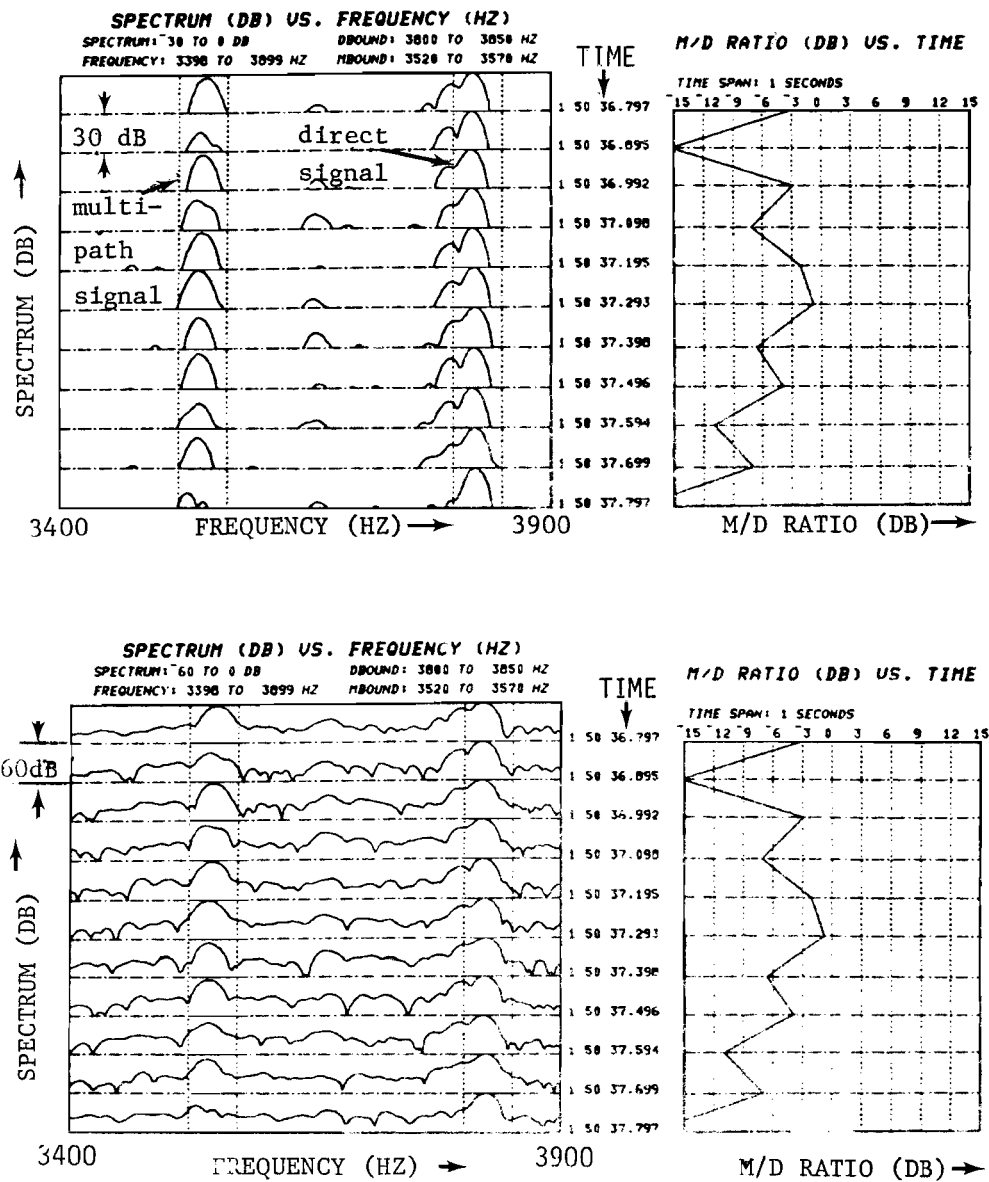 SPECTRUM (DB) VS. FREQUENCY (HZ)
SPECTRUM: -30 TO 0 DB DBOUND: 3800 TO 3850 HZ
FREQUENCY: 3398 TO 3899 HZ MBOUND: 3520 TO 3570 HZ
TIME
M/D RATIO (DB) VS. TIME
TIME SPAN: 1 SECONDS
-15 -12 -9 -6 -3 0 3 6 9 12 15
1 50 36.797
30 dB
direct
signal
1 50 36.895
1 50 36.992
multi-
path
signal
1 50 37.098
1 50 37.195
1 50 37.293
1 50 37.398
1 50 37.496
1 50 37.594
1 50 37.699
1 50 37.797
SPECTRUM (DB)
3400 FREQUENCY (HZ) 3900
M/D RATIO (DB)
SPECTRUM (DB) VS. FREQUENCY (HZ)
SPECTRUM: -60 TO 0 DB DBOUND: 3800 TO 3850 HZ
FREQUENCY: 3398 TO 3899 HZ MBOUND: 3520 TO 3570 HZ
TIME
M/D RATIO (DB) VS. TIME
TIME SPAN: 1 SECONDS
-15 -12 -9 -6 -3 0 3 6 9 12 15
1 50 36.797
60dB
1 50 36.895
1 50 36.992
1 50 37.098
1 50 37.195
1 50 37.293
1 50 37.398
1 50 37.496
1 50 37.594
1 50 37.699
1 50 37.797
SPECTRUM (DB)
3400 FREQUENCY (HZ) 3900
M/D RATIO (DB)